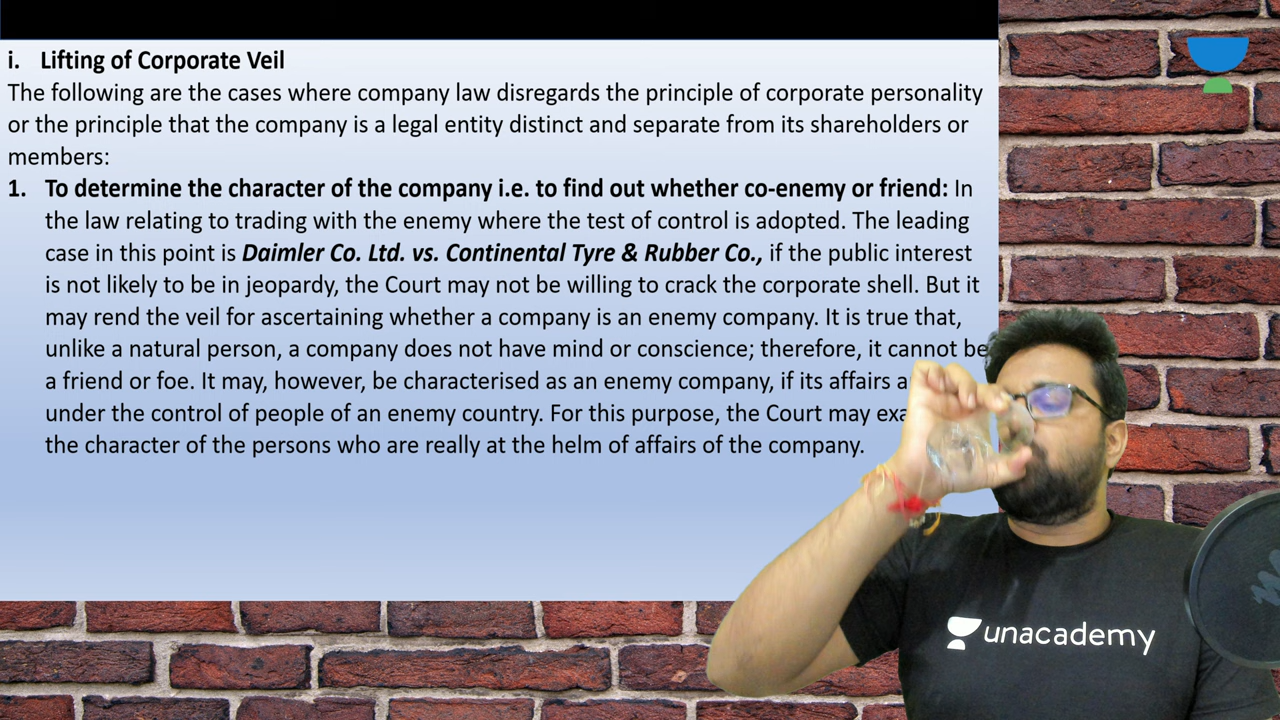 i. Lifting of Corporate Veil
The following are the cases where company law disregards the principle of corporate personality
or the principle that the company is a legal entity distinct and separate from its shareholders or
members:
1. To determine the character of the company i.e. to find out whether co-enemy or friend: In
the law relating to trading with the enemy where the test of control is adopted. The leading
case in this point is Daimler Co. Ltd. vs. Continental Tyre & Rubber Co., if the public interest
is not likely to be in jeopardy, the Court may not be willing to crack the corporate shell. But it
may rend the veil for ascertaining whether a company is an enemy company. It is true that,
unlike a natural person, a company does not have mind or conscience; therefore, it cannot be
a friend or foe. It may, however, be characterised as an enemy company, if its affairs
under the control of people of an enemy country. For this purpose, the Court may
the character of the persons who are really at the helm of affairs of the company.
unacademy